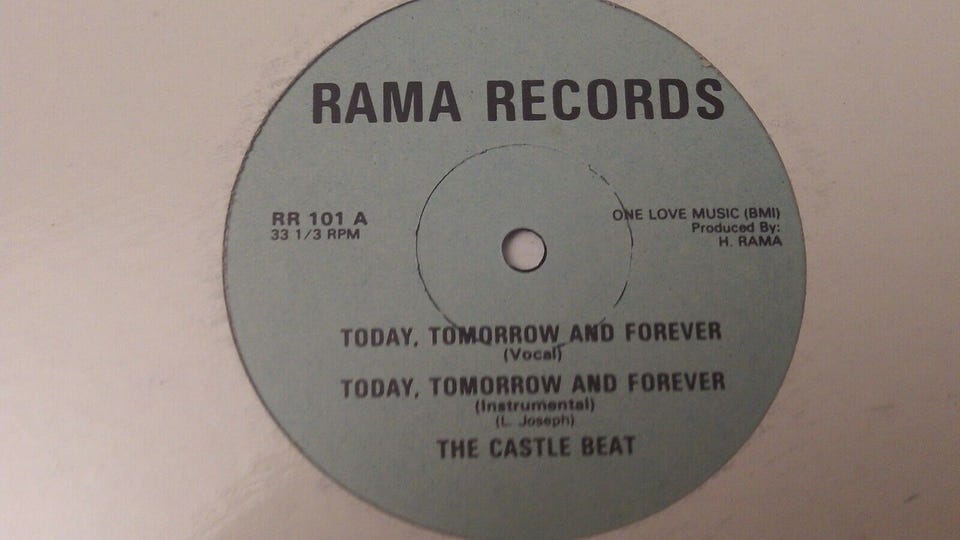 RAMA RECORDS
RR 101 A
33 1/3 RPM
ONE LOVE MUSIC (BMI)
Produced By:
H. RAMA
TODAY, TOMORROW AND FOREVER
(Vocal)
TODAY, TOMORROW AND FOREVER
(Instrumental)
(L. Joseph)
THE CASTLE BEAT